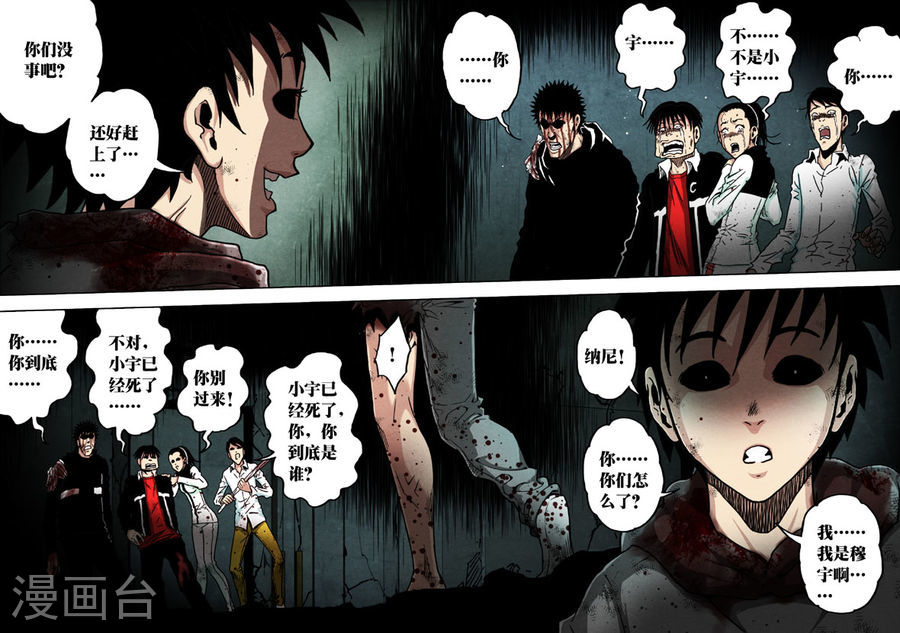 你们没
事吧？
还好赶
上了……
……
……你
……
宇……
不……
不是小
宇……
你……
你……
你到底
……
不对，
小宇已
经死了
……
你别
过来！
小宇已
经死了，
你，你
到底是
谁？
！
纳尼！
你……
你们怎
么了？
我……
我是穆
宇啊……
……
C
漫画台